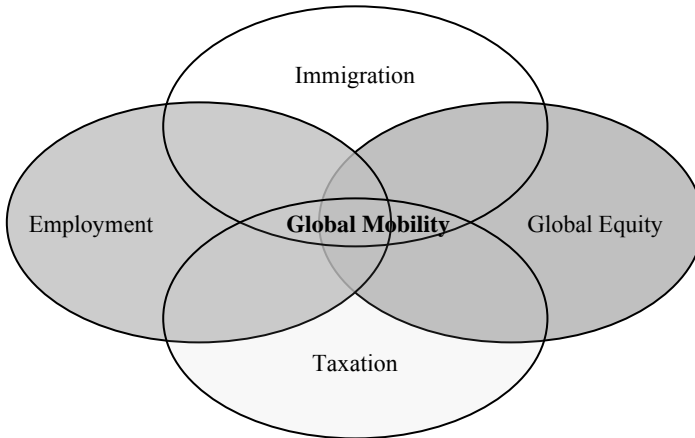 Immigration
Employment
Global Mobility
Global Equity
Taxation